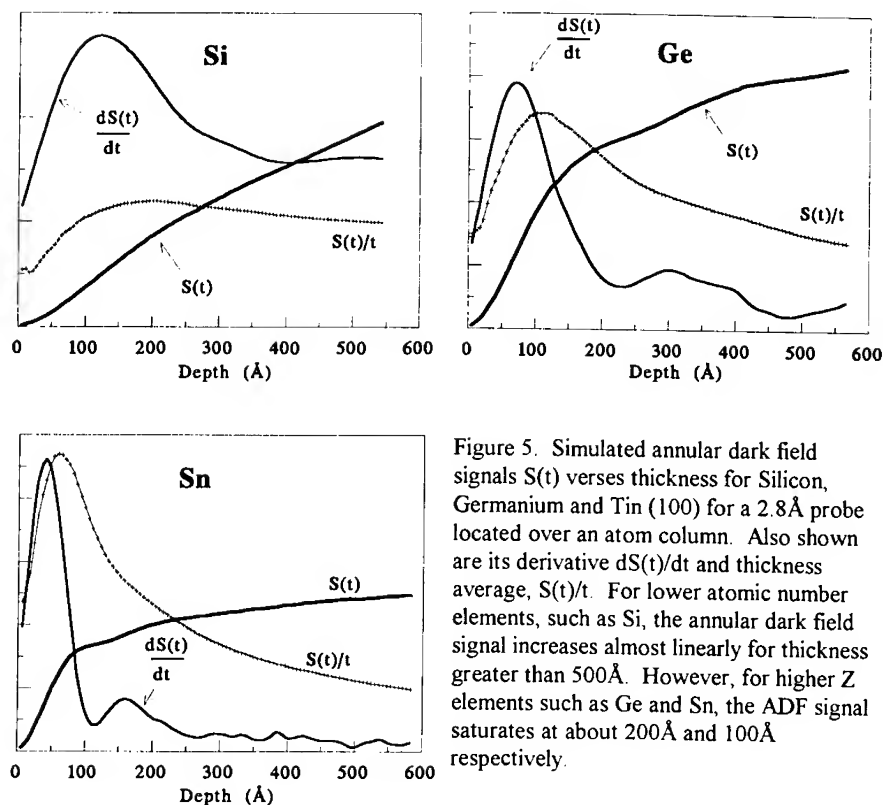 Si
dS(t)
dt
S(t)/t
S(t)
0 100 200 300 400 500 600
Depth (Å)
dS(t)
dt
Ge
S(t)
S(t)/t
0 100 200 300 400 500 600
Depth (Å)
Sn
S(t)
dS(t)
dt
S(t)/t
0 100 200 300 400 500 600
Depth (Å)
Figure 5. Simulated annular dark field
signals S(t) verses thickness for Silicon,
Germanium and Tin (100) for a 2.8Å probe
located over an atom column. Also shown
are its derivative dS(t)/dt and thickness
average, S(t)/t. For lower atomic number
elements, such as Si, the annular dark field
signal increases almost linearly for thickness
greater than 500Å. However, for higher Z
elements such as Ge and Sn, the ADF signal
saturates at about 200Å and 100Å
respectively.